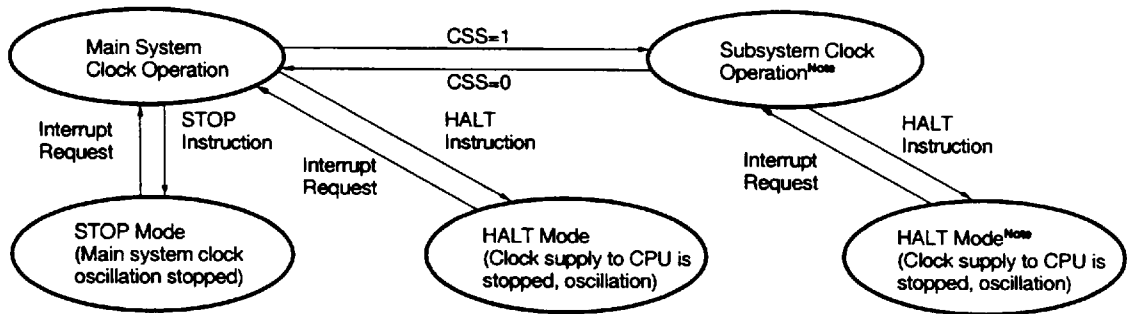 Main System
Clock Operation
CSS=1
CSS=0
Subsystem Clock
Operation Note
Interrupt
Request
STOP
Instruction
HALT
Instruction
Interrupt
Request
HALT
Instruction
Interrupt
Request
STOP Mode
(Main system clock
oscillation stopped)
HALT Mode
(Clock supply to CPU is
stopped, oscillation)
HALT Mode Note
(Clock supply to CPU is
stopped, oscillation)